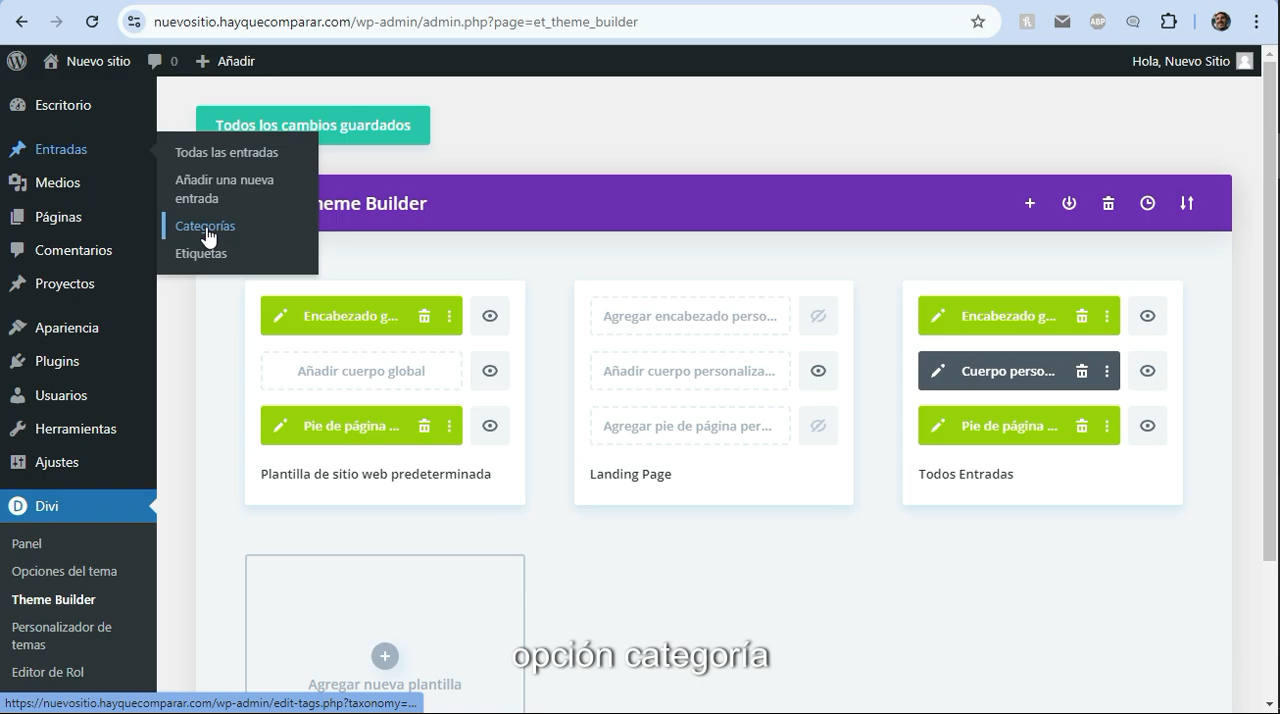 nuevositio.hayquecomparar.com/wp-admin/admin.php?page=et_theme_builder
ABP
Nuevo sitio
0
Añadir
Hola, Nuevo Sitio
Escritorio
Entradas
Medios
Páginas
Comentarios
Proyectos
Apariencia
Plugins
Usuarios
Herramientas
Ajustes
D Divi
Panel
Opciones del tema
Theme Builder
Personalizador de
temas
Editor de Rol
Todas las entradas
Añadir una nueva
entrada
Categorías
Etiquetas
Todos los cambios guardados
heme Builder
Encabezado g...
Añadir cuerpo global
Pie de página ...
Plantilla de sitio web predeterminada
Agregar encabezado perso...
Añadir cuerpo personaliza...
Agregar pie de página per...
Landing Page
Encabezado g...
Cuerpo perso...
Pie de página ...
Todos Entradas
Agregar nueva plantilla
opción categoría
https://nuevositio.hayquecomparar.com/wp-admin/edit-tags.php?taxonomy=...